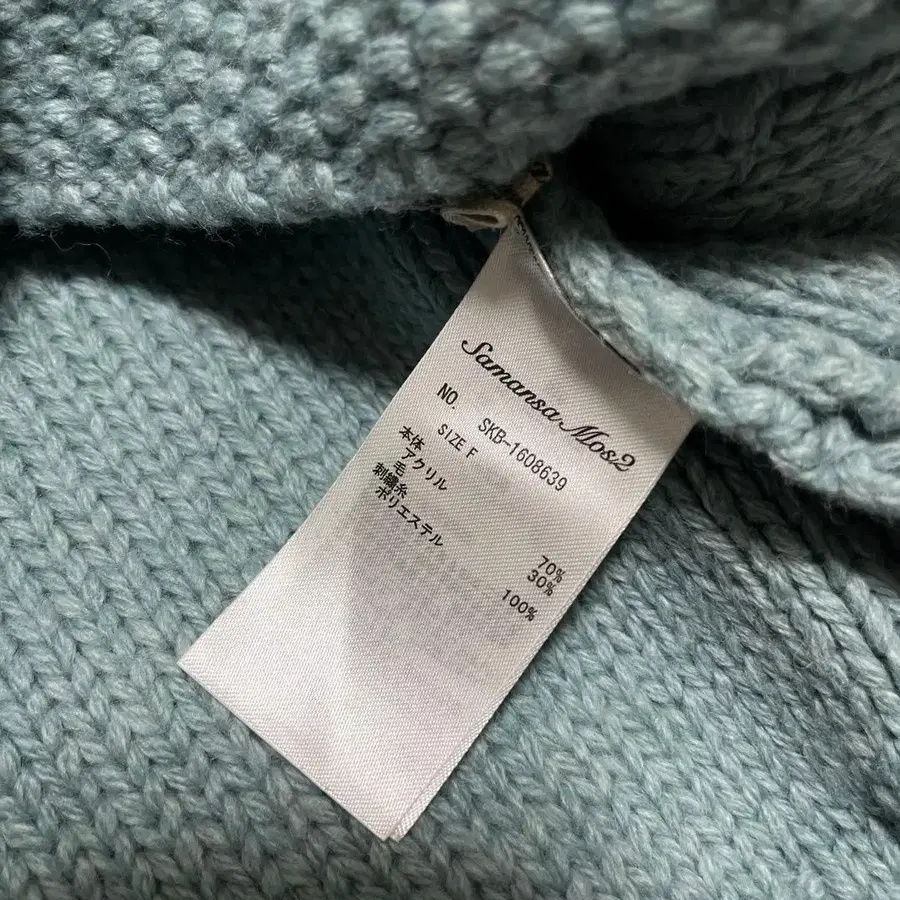 Samansa Mos2
NO. SKB-1608639
SIZE F
本体
アクリル 70%
毛 30%
刺繍糸
ポリエステル 100%